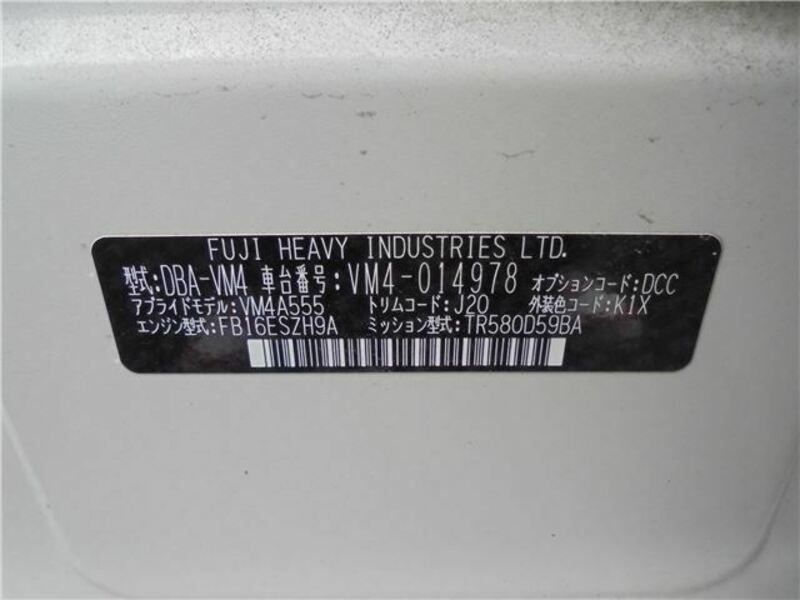 FUJI HEAVY INDUSTRIES LTD.
型式:DBA-VM4 車台番号:VM4-014978 オプションコード:DCC
アプライドモデル:VM4A555 トリムコード:J20 外装色コード:K1X
エンジン型式:FB16ESZH9A ミッション型式:TR580D59BA